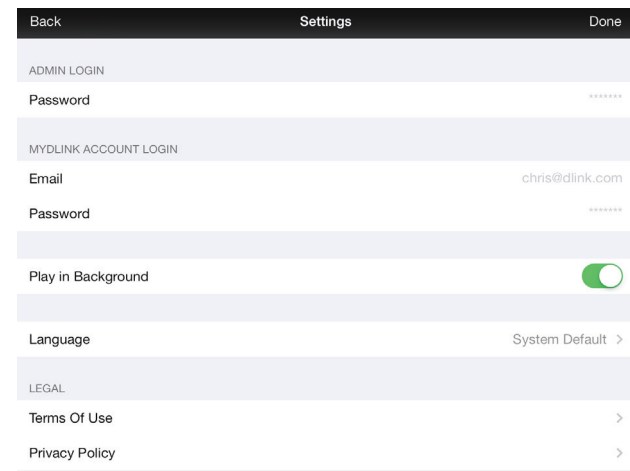 Back Settings Done
ADMIN LOGIN
Password *******
MYDLINK ACCOUNT LOGIN
Email chris@dlink.com
Password *******
Play in Background
Language System Default >
LEGAL
Terms Of Use >
Privacy Policy >